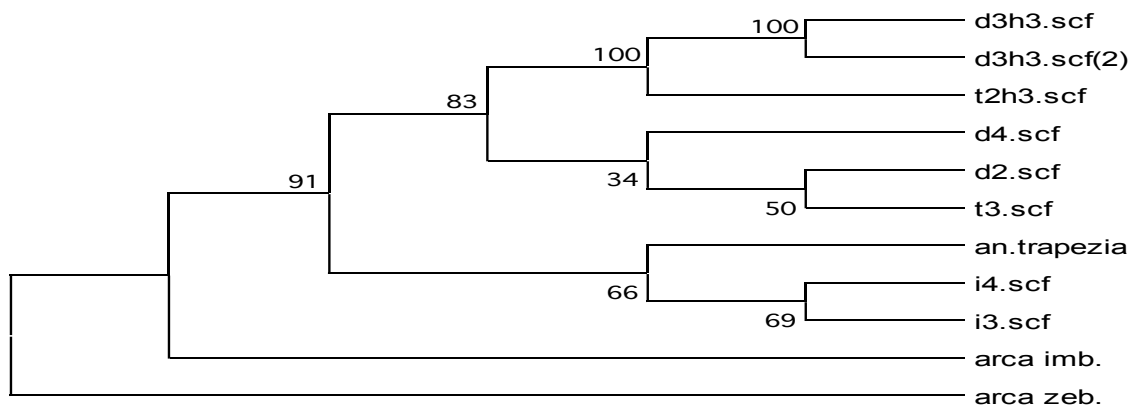 d3h3.scf
100
d3h3.scf(2)
100
t2h3.scf
83
d4.scf
34
d2.scf
91
50
t3.scf
an.trapezia
66
i4.scf
69
i3.scf
arca imb.
arca zeb.